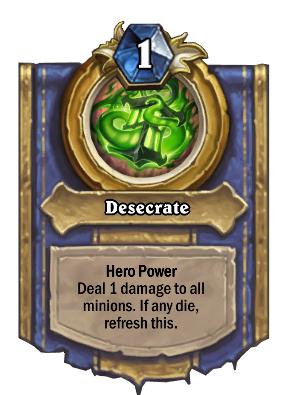 1
Desecrate
Hero Power
Deal 1 damage to all
minions. If any die,
refresh this.